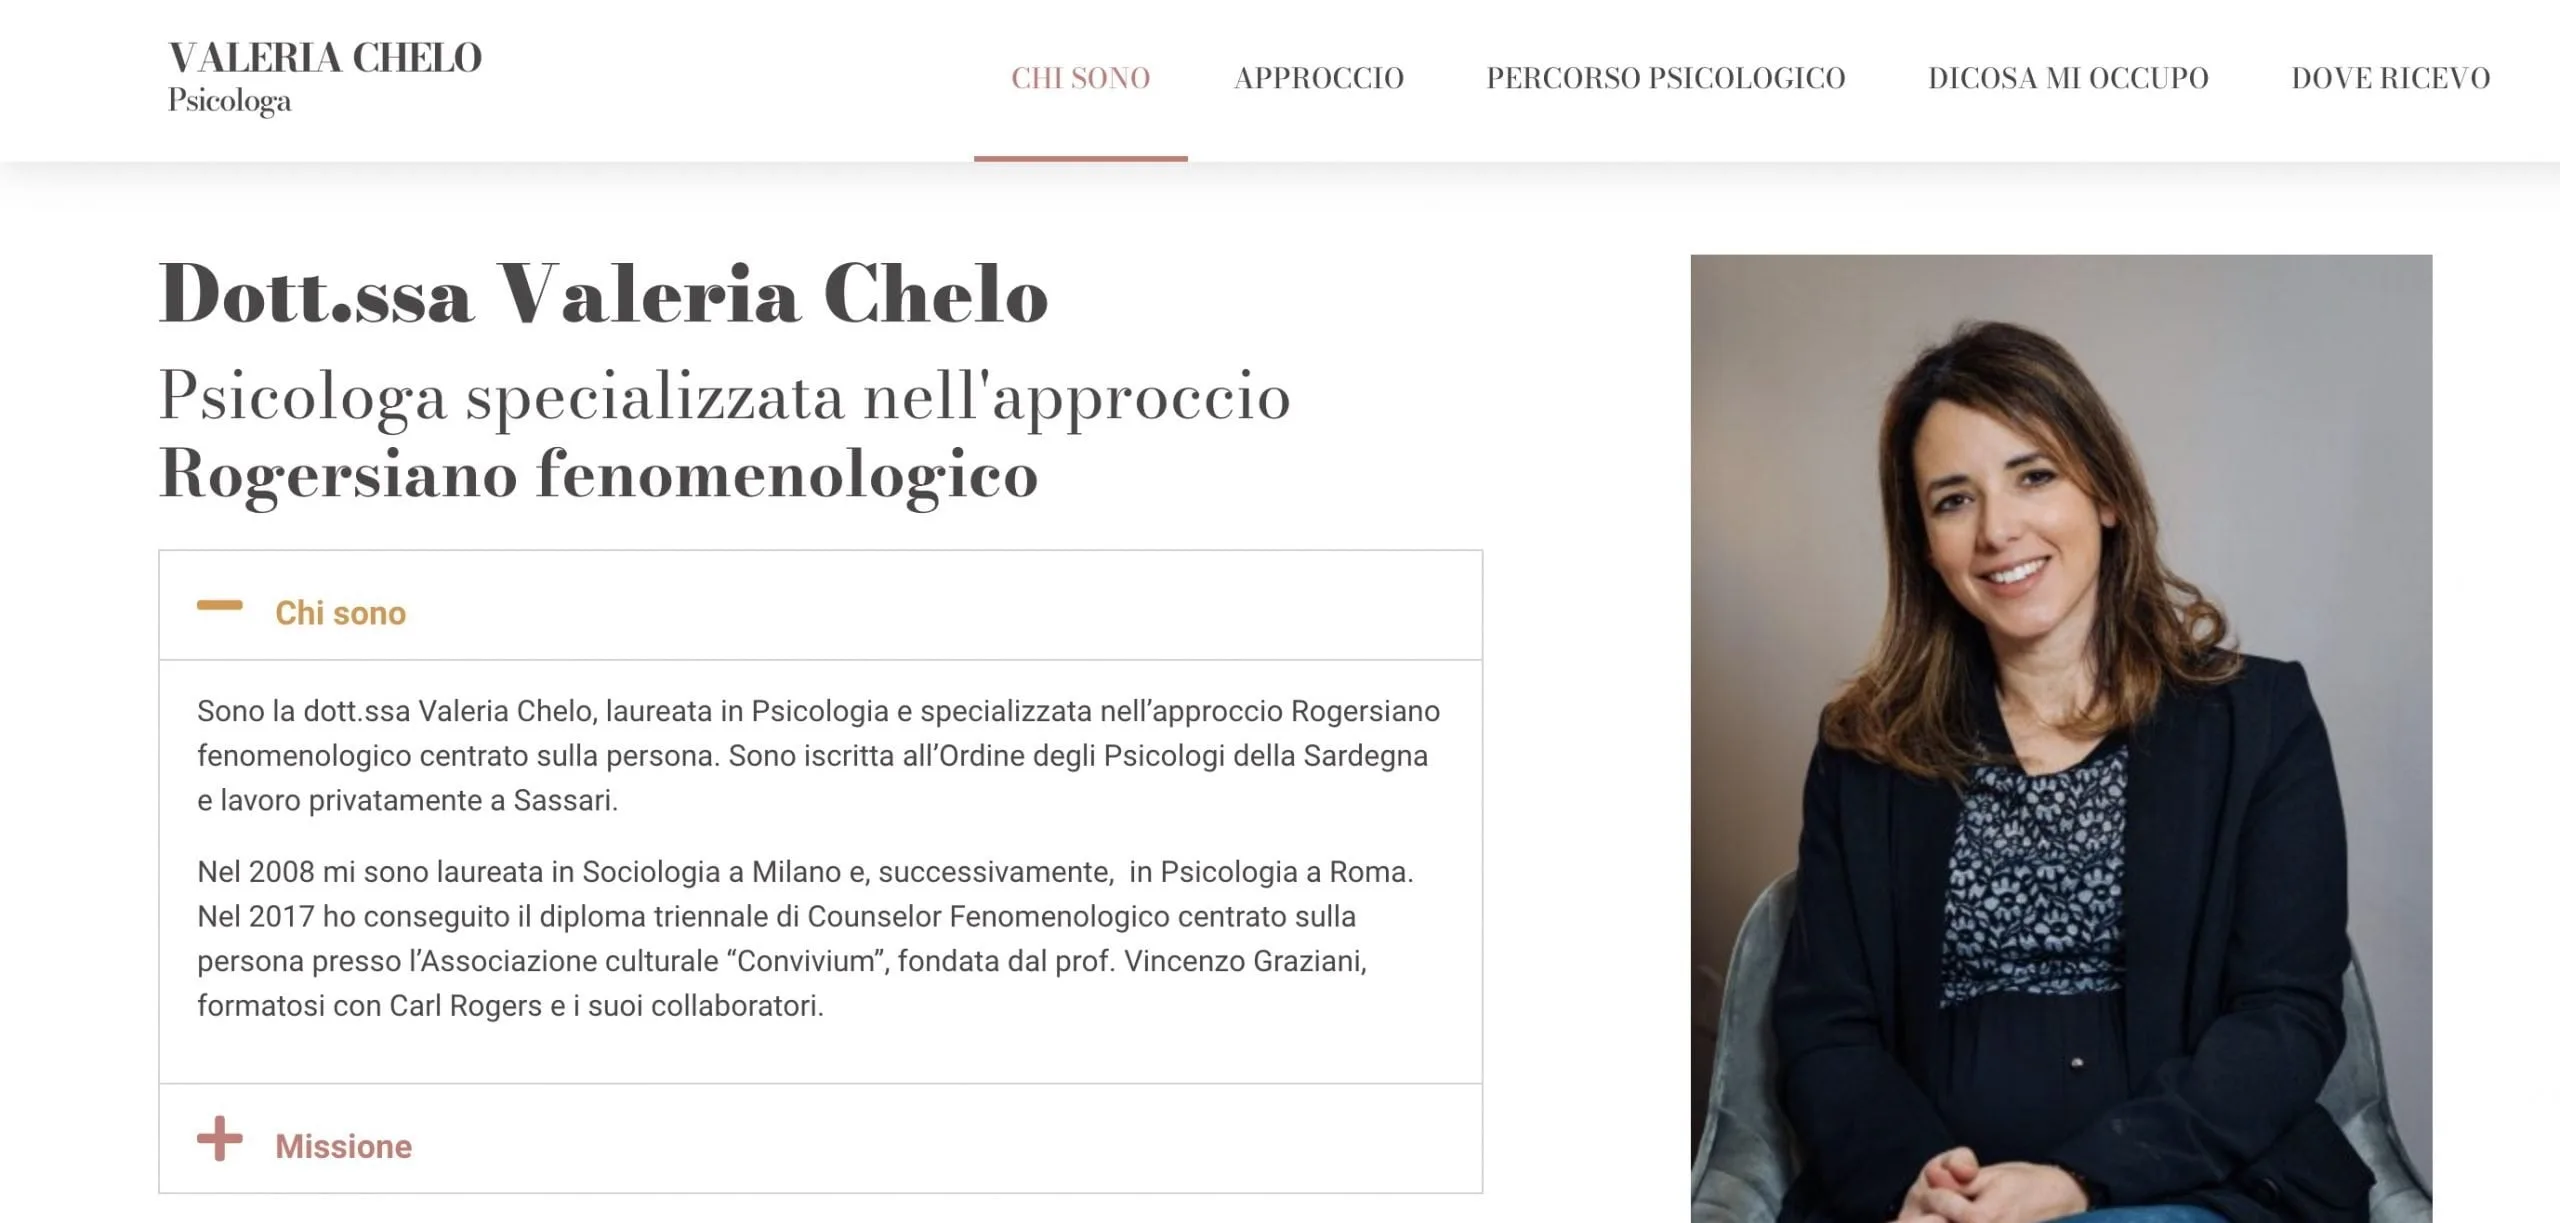 VALERIA CHELO
Psicologa
CHI SONO
APPROCCIO
PERCORSO PSICOLOGICO
DICOSA MI OCCUPO
DOVE RICEVO
Dott.ssa Valeria Chelo
Psicologa specializzata nell'approccio
Rogersiano fenomenologico
Chi sono
Sono la dott.ssa Valeria Chelo, laureata in Psicologia e specializzata nell’approccio Rogersiano
fenomenologico centrato sulla persona. Sono iscritta all’Ordine degli Psicologi della Sardegna
e lavoro privatamente a Sassari.
Nel 2008 mi sono laureata in Sociologia a Milano e, successivamente,  in Psicologia a Roma.
Nel 2017 ho conseguito il diploma triennale di Counselor Fenomenologico centrato sulla
persona presso l’Associazione culturale “Convivium”, fondata dal prof. Vincenzo Graziani,
formatosi con Carl Rogers e i suoi collaboratori.
Missione